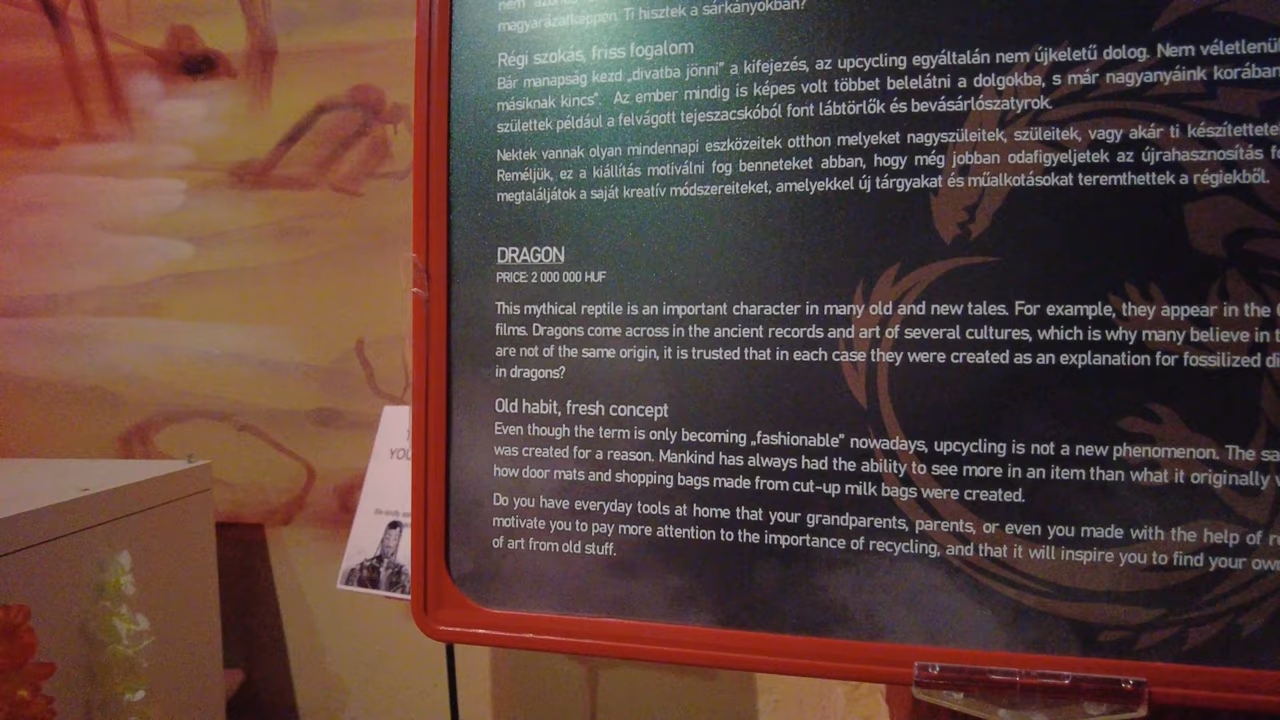 magyarázatképpen. Ti hisztek a sárkányokban?
Régi szokás, friss fogalom
Bár manapság kezd „divatba jönni” a kifejezés, az upcycling egyáltalán nem újkeletű dolog. Nem véletlenül
másiknak kincs”. Az ember mindig is képes volt többet belelátni a dolgokba, s már nagyanyáink korában
születtek például a felvágott tejeszacskóból font lábtörlők és bevásárlószatyrok.
Nektek vannak olyan mindennapi eszközeitek otthon melyeket nagyszüleitek, szüleitek, vagy akár ti
Reméljük, ez a kiállítás motiválni fog benneteket abban, hogy még jobban odafigyeljetek az újrahasznosítás
megtaláljátok a saját kreatív módszereiteket, amelyekkel új tárgyakat és műalkotásokat teremthettek a régiekből.
DRAGON
PRICE: 2 000 000 HUF
This mythical reptile is an important character in many old and new tales. For example, they appear in the
films. Dragons come across in the ancient records and art of several cultures, which is why many believe in
are not of the same origin, it is trusted that in each case they were created as an explanation for fossilized
in dragons?
Old habit, fresh concept
Even though the term is only becoming „fashionable” nowadays, upcycling is not a new phenomenon. The
was created for a reason. Mankind has always had the ability to see more in an item than what it originally
how door mats and shopping bags made from cut-up milk bags were created.
Do you have everyday tools at home that your grandparents, parents, or even you made with the help of
motivate you to pay more attention to the importance of recycling, and that it will inspire you to find your own
of art from old stuff.